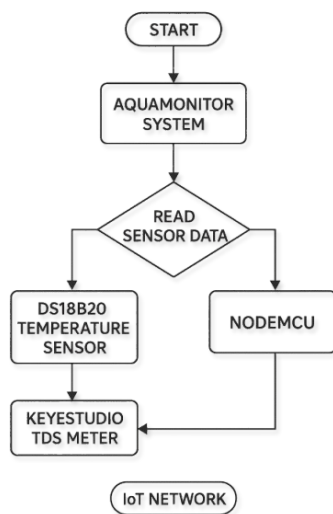 START
AQUAMONITOR
SYSTEM
READ
SENSOR DATA
DS18B20
TEMPERATURE
SENSOR
NODEMCU
KEYESTUDIO
TDS METER
IoT NETWORK